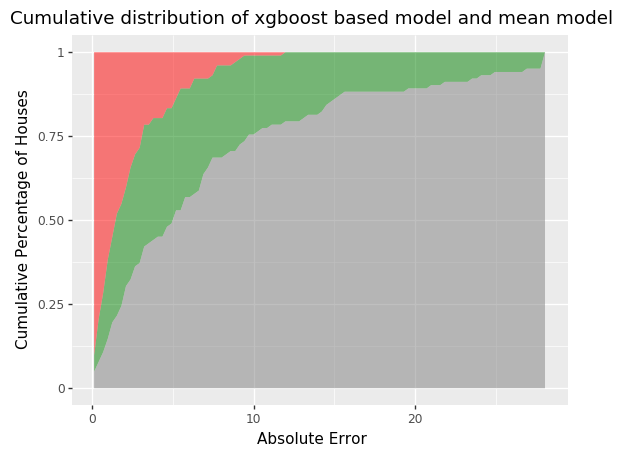 Cumulative distribution of xgboost based model and mean model
Cumulative Percentage of Houses
1
0.75
0.50
0.25
0
0
10
20
Absolute Error